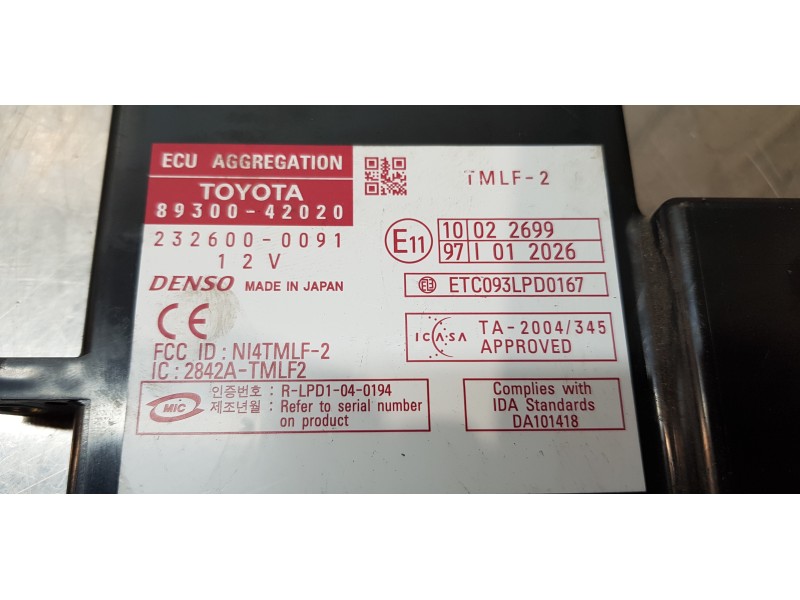 ECU AGGREGATION
TOYOTA
89300-42020
232600-0091
12V
DENSO MADE IN JAPAN
CE
FCC ID : NI4TMLF-2
IC : 2842A-TMLF2
MIC
인증번호 : R-LPD1-04-0194
제조년월 : Refer to serial number
on product
TMLF-2
E11
10 02 2699
97 I 01 2026
ETC093LPD0167
ICASA
TA-2004/345
APPROVED
Complies with
IDA Standards
DA101418